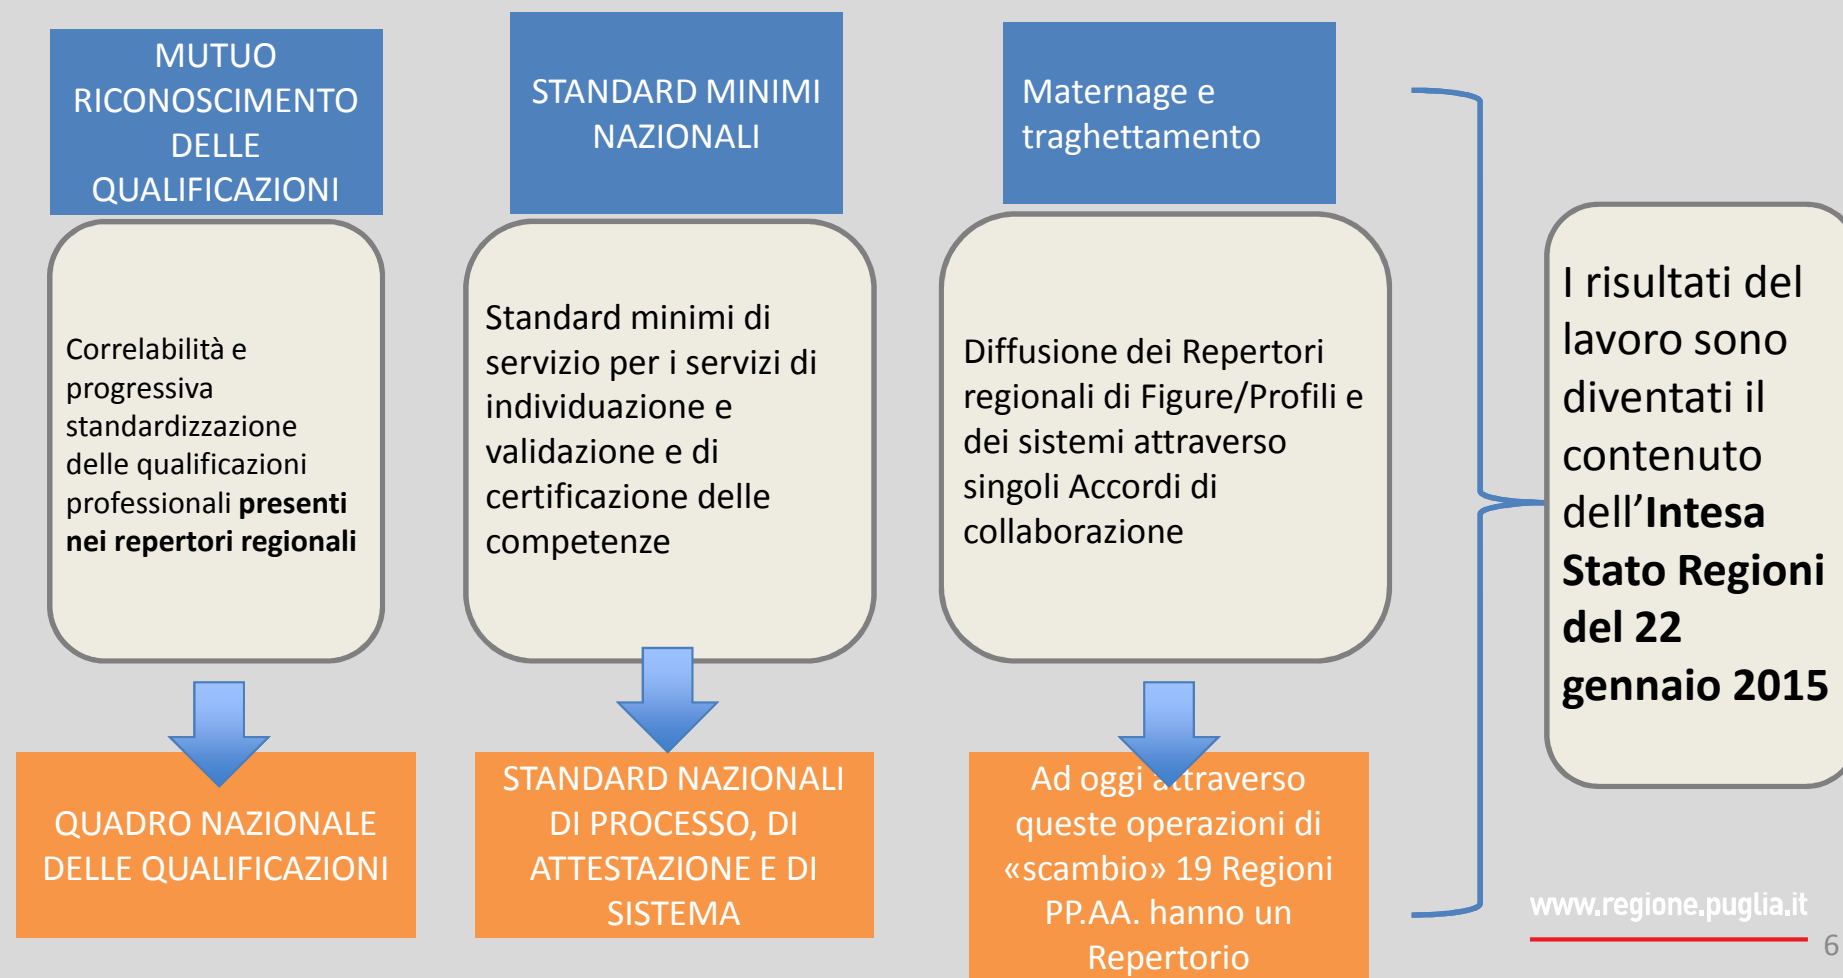 MUTUO
RICONOSCIMENTO
DELLE
QUALIFICAZIONI
Correlabilità e
progressiva
standardizzazione
delle qualificazioni
professionali presenti
nei repertori regionali
QUADRO NAZIONALE
DELLE QUALIFICAZIONI
STANDARD MINIMI
NAZIONALI
Standard minimi di
servizio per i servizi di
individuazione e
validazione e di
certificazione delle
competenze
STANDARD NAZIONALI
DI PROCESSO, DI
ATTESTAZIONE E DI
SISTEMA
Maternage e
traghettamento
Diffusione dei Repertori
regionali di Figure/Profili e
dei sistemi attraverso
singoli Accordi di
collaborazione
Ad oggi attraverso
queste operazioni di
«scambio» 19 Regioni
PP.AA. hanno un
Repertorio
I risultati del
lavoro sono
diventati il
contenuto
dell’Intesa
Stato Regioni
del 22
gennaio 2015
www.regione.puglia.it
6